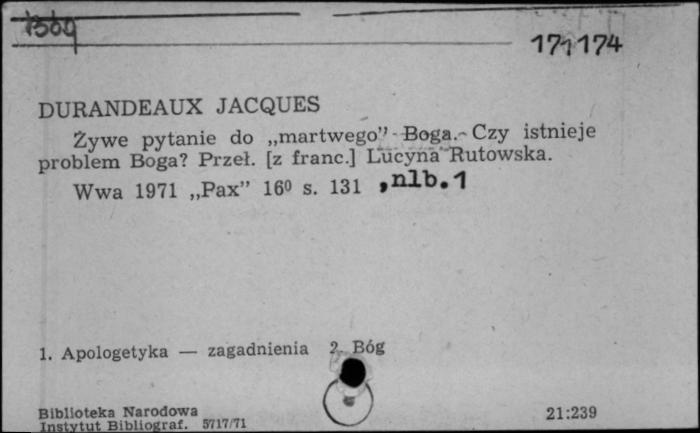 171174
DURANDEAUX JACQUES
Żywe pytanie do „martwego” Boga. Czy istnieje
problem Boga? Przeł. [z franc.] Lucyna Rutowska.
Wwa 1971 „Pax” 16⁰ s. 131 , nlb. 1
1. Apologetyka — zagadnienia 2. Bóg
Biblioteka Narodowa 21:239
Instytut Bibliograf. 5717/71